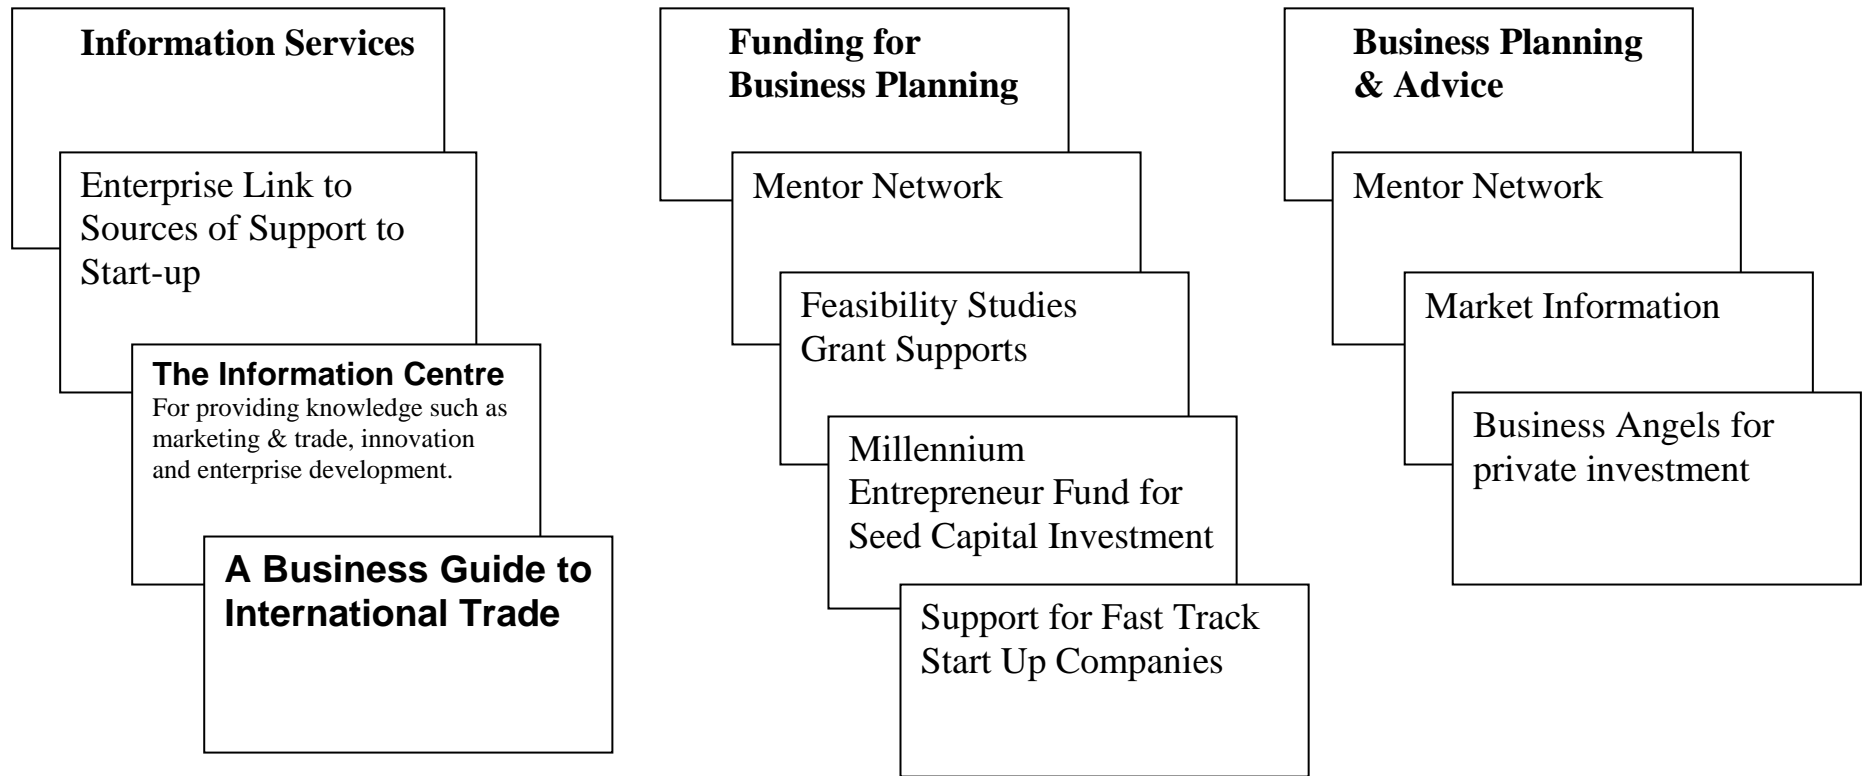 Information Services
Enterprise Link to
Sources of Support to
Start-up
The Information Centre
For providing knowledge such as
marketing & trade, innovation
and enterprise development.
A Business Guide to
International Trade
Funding for
Business Planning
Mentor Network
Feasibility Studies
Grant Supports
Millennium
Entrepreneur Fund for
Seed Capital Investment
Support for Fast Track
Start Up Companies
Business Planning
& Advice
Mentor Network
Market Information
Business Angels for
private investment